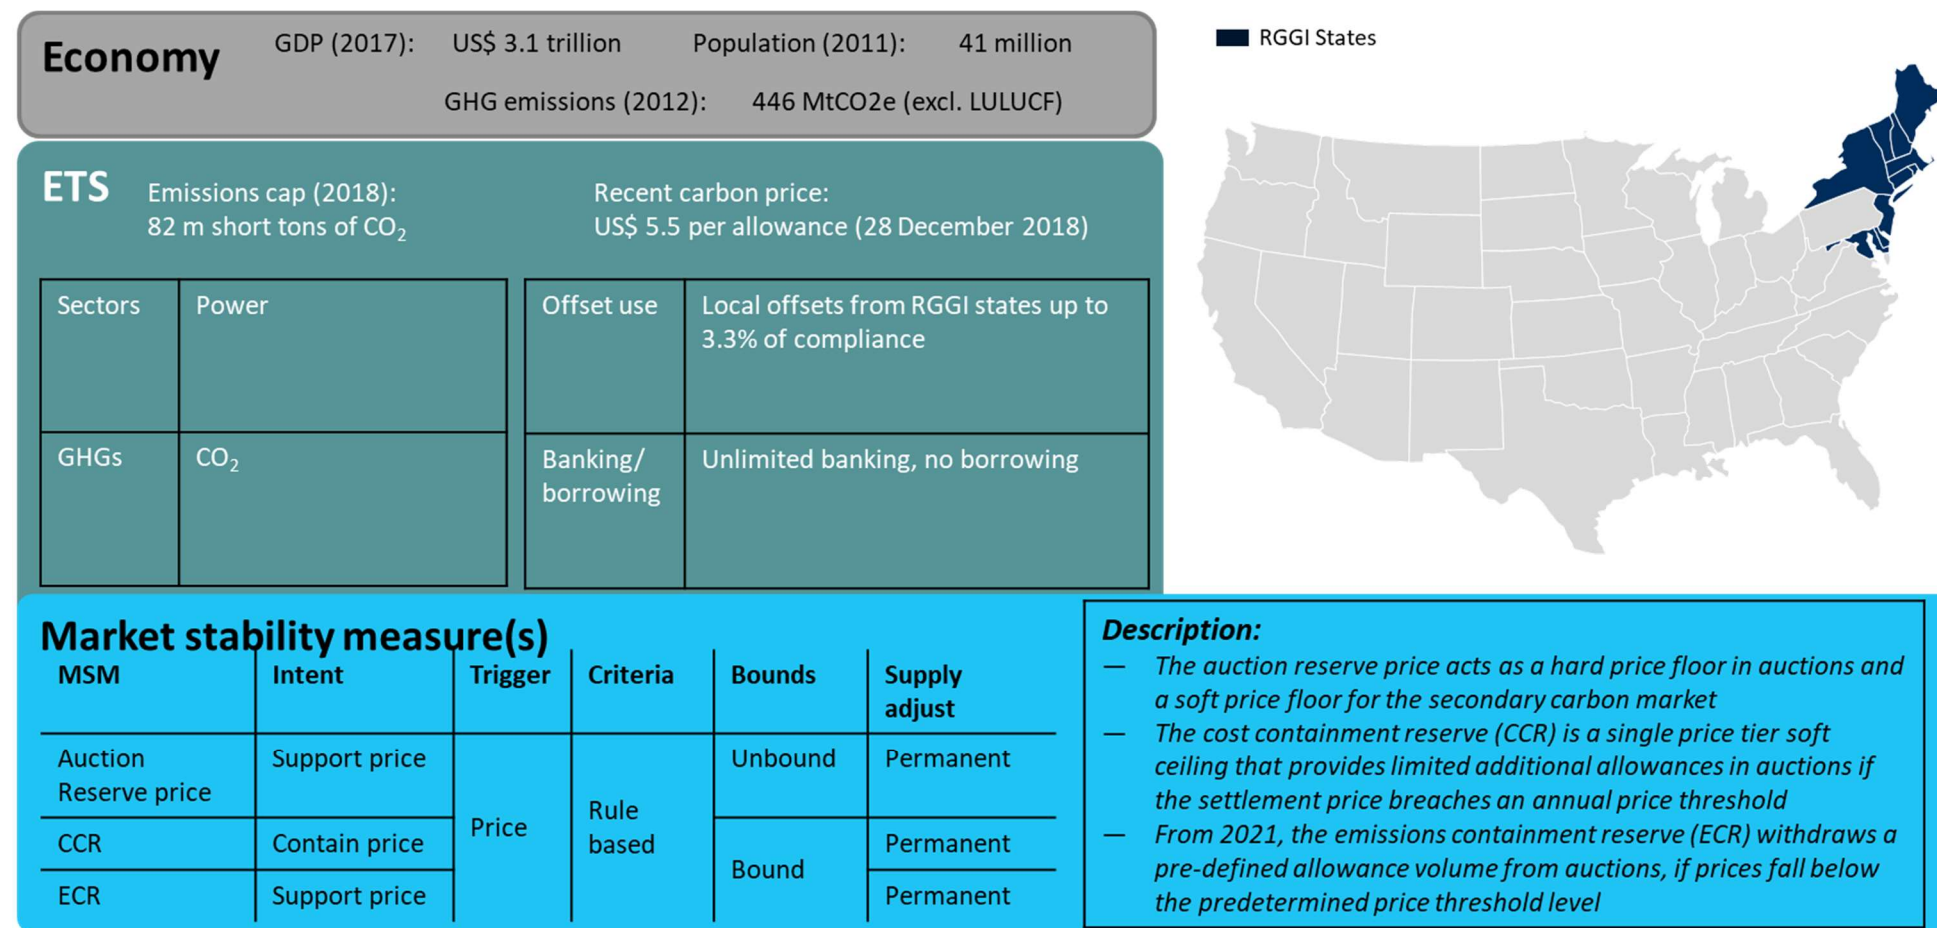 Economy
GDP (2017): US$ 3.1 trillion Population (2011): 41 million
GHG emissions (2012): 446 MtCO2e (excl. LULUCF)
RGGI States
ETS
Emissions cap (2018):
82 m short tons of CO₂
Recent carbon price:
US$ 5.5 per allowance (28 December 2018)
Sectors
Power
GHGs
CO₂
Offset use
Local offsets from RGGI states up to
3.3% of compliance
Banking/
borrowing
Unlimited banking, no borrowing
Market stability measure(s)
MSM Intent Trigger Criteria Bounds Supply
adjust
Auction
Reserve price
Support price
Unbound
Permanent
Price
Rule
based
CCR
Contain price
Bound
Permanent
ECR
Support price
Permanent
Description:
— The auction reserve price acts as a hard price floor in auctions and
a soft price floor for the secondary carbon market
— The cost containment reserve (CCR) is a single price tier soft
ceiling that provides limited additional allowances in auctions if
the settlement price breaches an annual price threshold
— From 2021, the emissions containment reserve (ECR) withdraws a
pre-defined allowance volume from auctions, if prices fall below
the predetermined price threshold level